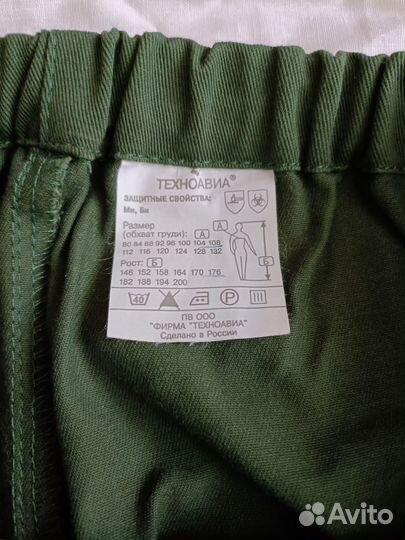 ТЕХНОАВИА®
ЗАЩИТНЫЕ СВОЙСТВА:
Ми, Бм
Размер
(обхват груди): А
80 84 88 92 96 100 104 108
112 116 120 124 128 132
Рост: Б
146 152 158 164 170 176
182 188 194 200
А
Б
40
P
ПВ ООО
"ФИРМА "ТЕХНОАВИА"
Сделано в России
Avito